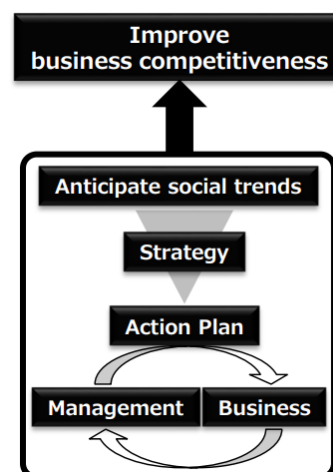 Improve
business competitiveness
Anticipate social trends
Strategy
Action Plan
Management
Business